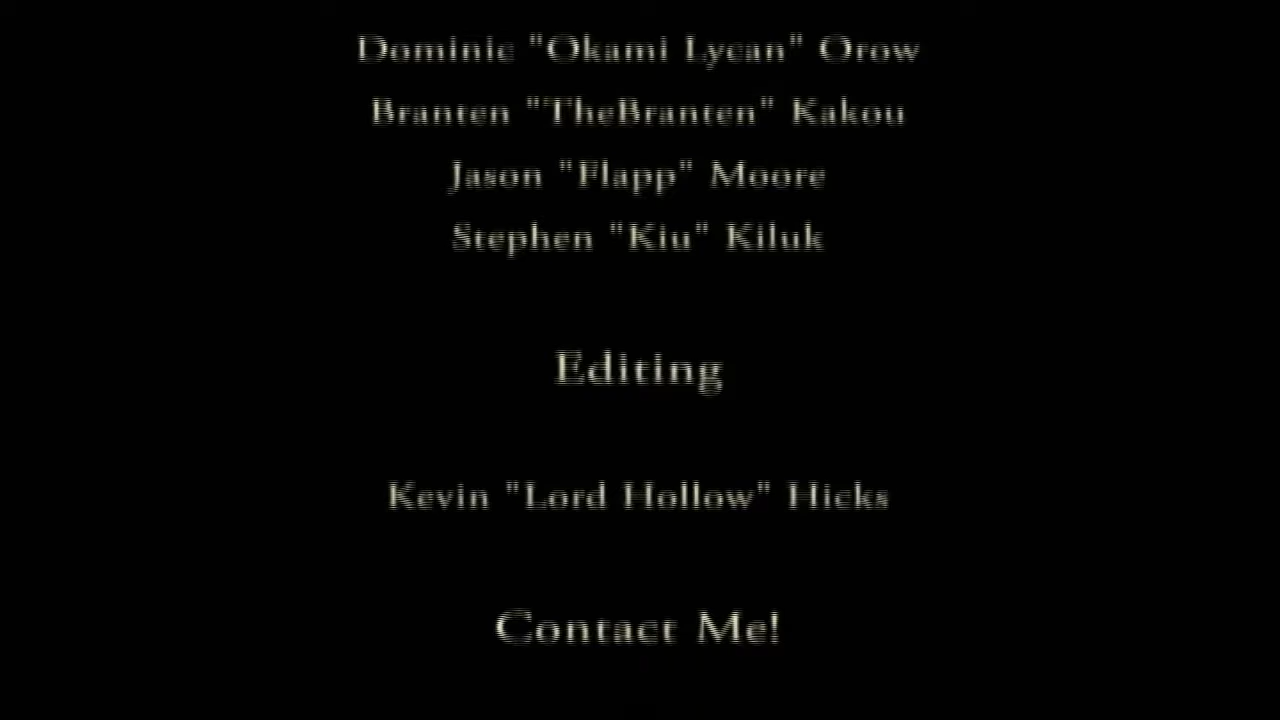 Dominic "Okami Lycan" Orow
Branten "TheBranten" Kakou
Jason "Flapp" Moore
Stephen "Kiu" Kiluk
Editing
Kevin "Lord Hollow" Hicks
Contact Me!